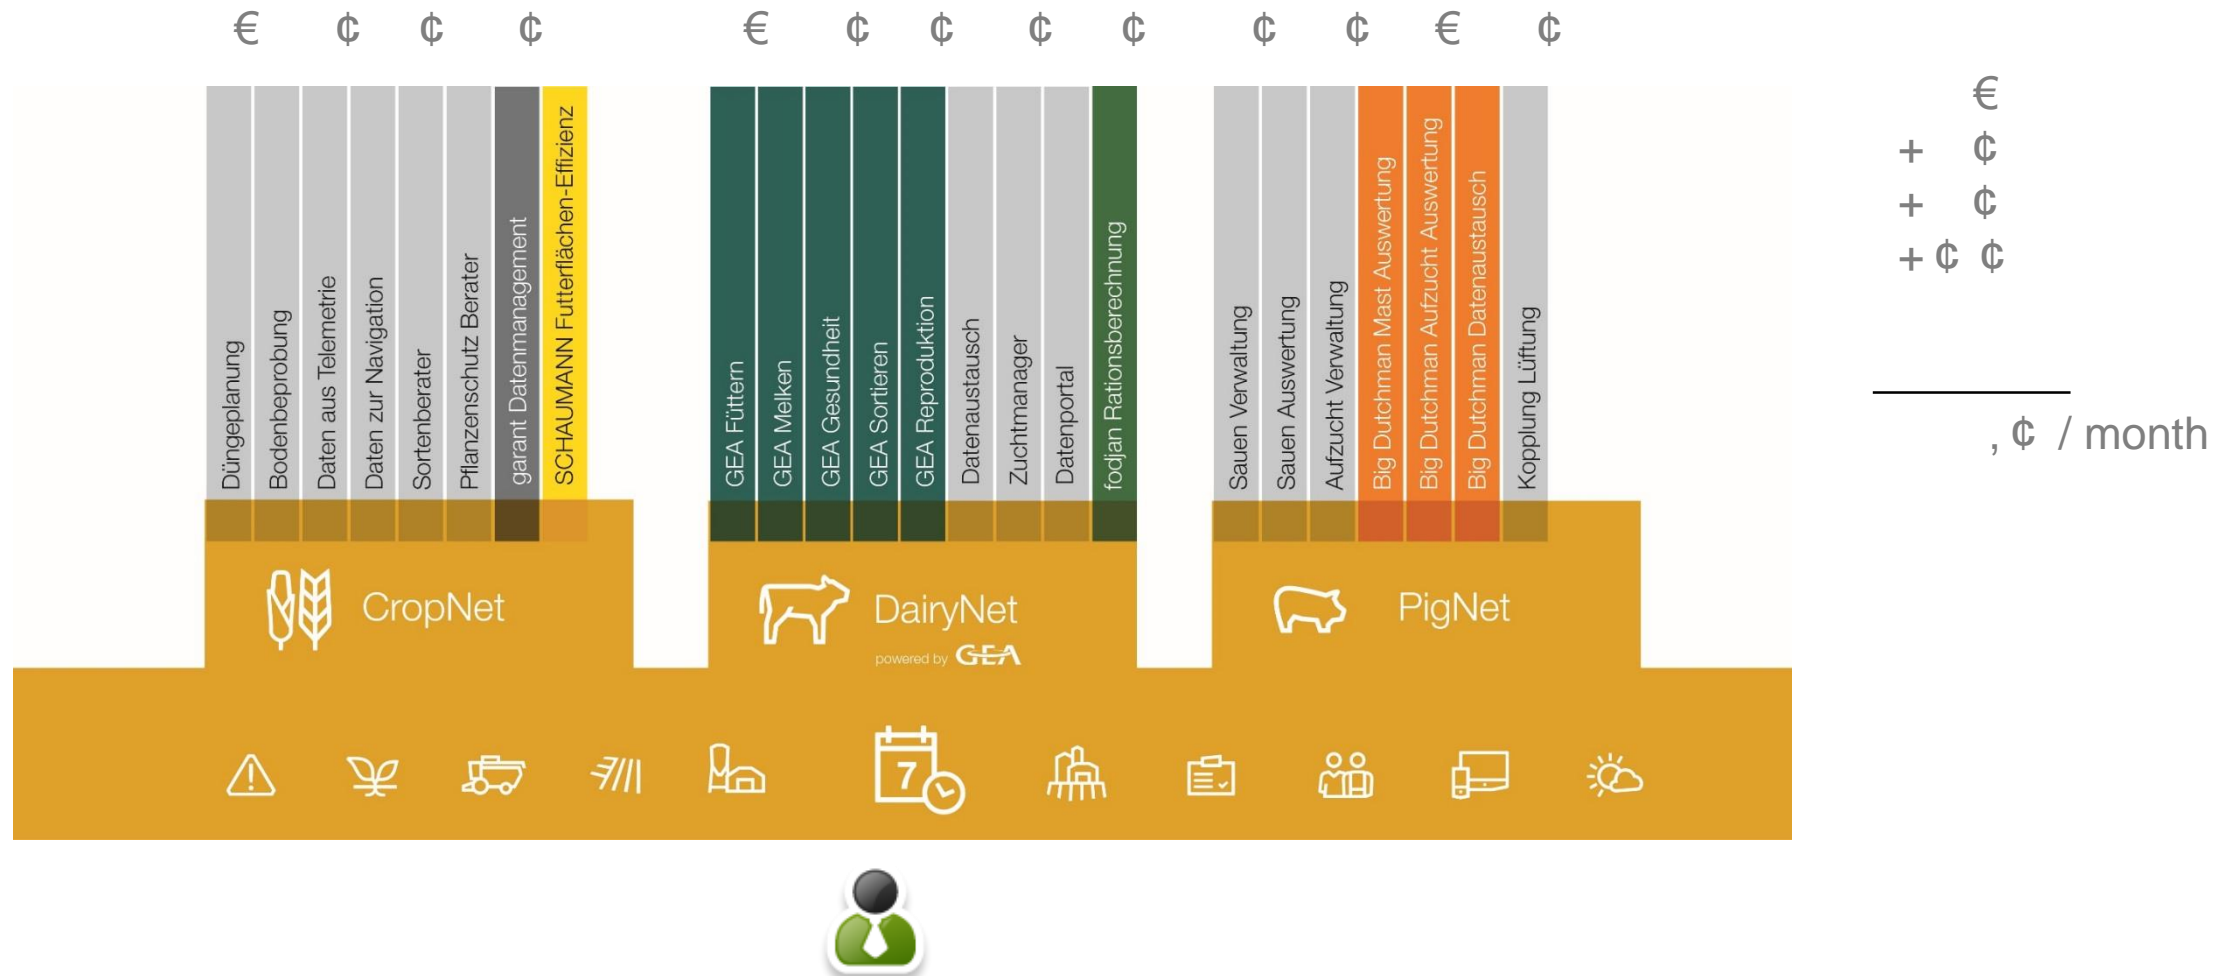 € ¢ ¢ ¢ € ¢ ¢ ¢ ¢ ¢ ¢ € ¢
Düngeplanung
Bodenbeprobung
Daten aus Telemetrie
Daten zur Navigation
Sortenberater
Pflanzenschutz Berater
garant Datenmanagement
SCHAUMANN Futterflächen-Effizienz
GEA Füttern
GEA Melken
GEA Gesundheit
GEA Sortieren
GEA Reproduktion
Datenaustausch
Zuchtmanager
Datenportal
fodjan Rationsberechnung
Sauen Verwaltung
Sauen Auswertung
Aufzucht Verwaltung
Big Dutchman Mast Auswertung
Big Dutchman Aufzucht Auswertung
Big Dutchman Datenaustausch
Kopplung Lüftung
€
+ ¢
+ ¢
+ ¢ ¢
, ¢ / month
CropNet
DairyNet
powered by GEA
PigNet
7